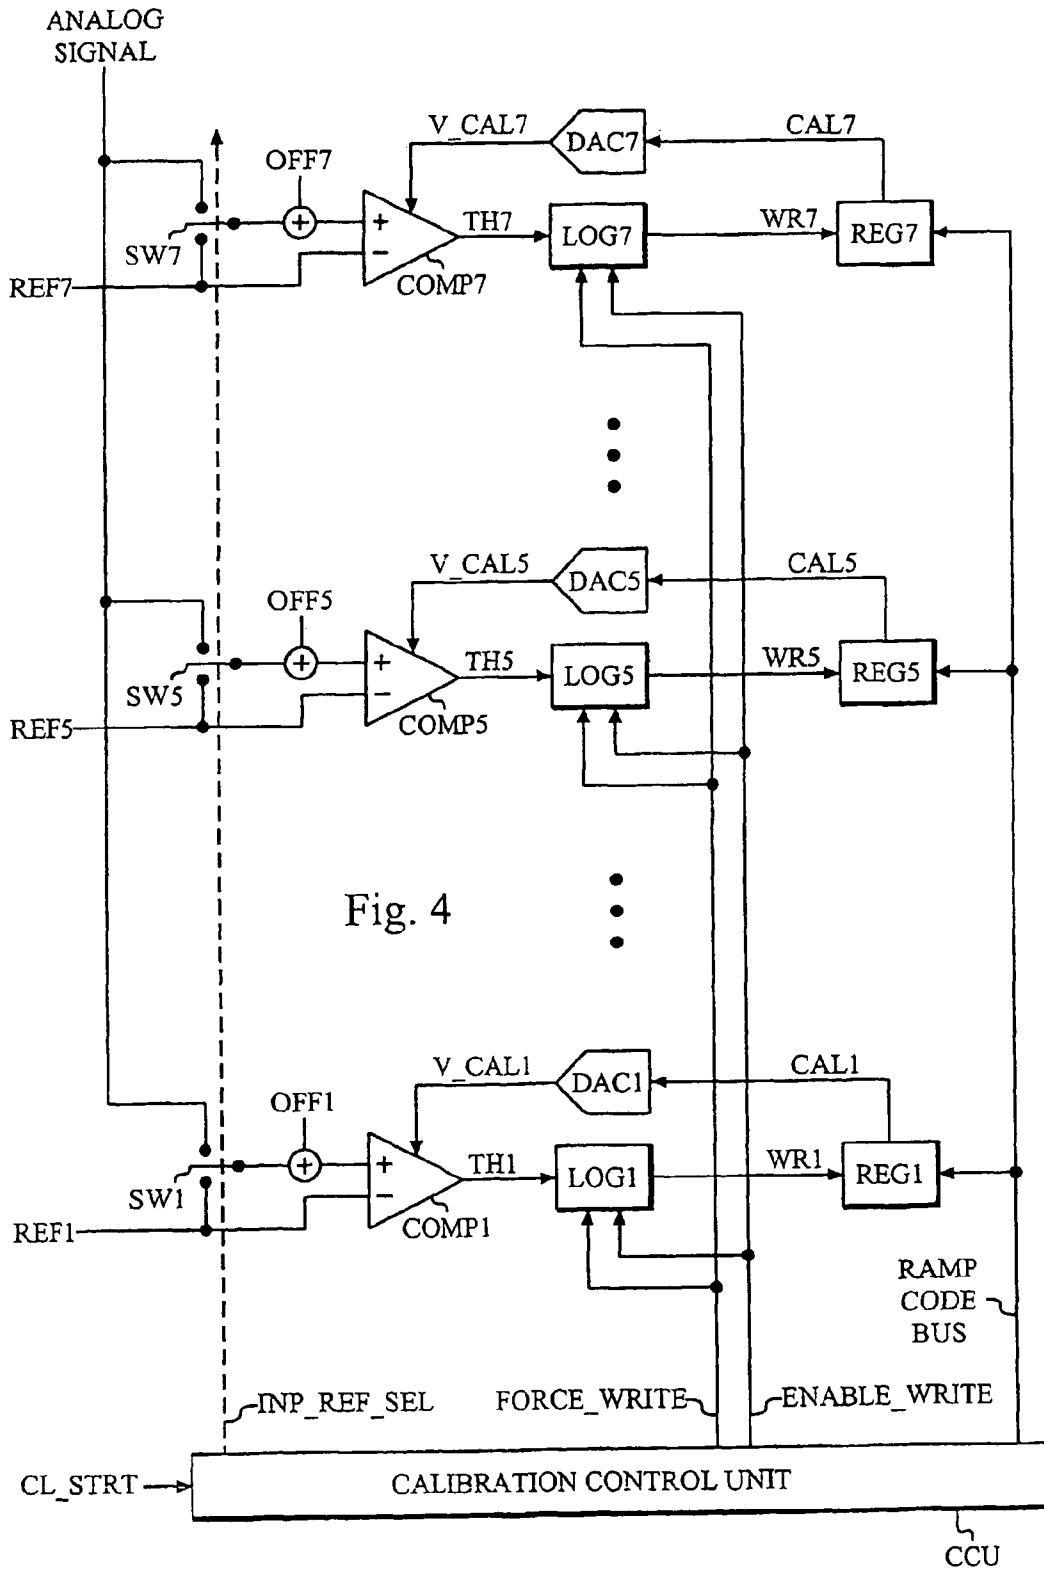 ANALOG
SIGNAL
V_CAL7
DAC7
CAL7
OFF7
+
+
−
TH7
LOG7
WR7
REG7
SW7
COMP7
REF7
V_CAL5
DAC5
CAL5
OFF5
+
+
−
TH5
LOG5
WR5
REG5
SW5
COMP5
REF5
Fig. 4
V_CAL1
DAC1
CAL1
OFF1
+
+
−
TH1
LOG1
WR1
REG1
SW1
COMP1
REF1
RAMP
CODE
BUS
INP_REF_SEL
FORCE_WRITE
ENABLE_WRITE
CL_STRT
CALIBRATION CONTROL UNIT
CCU